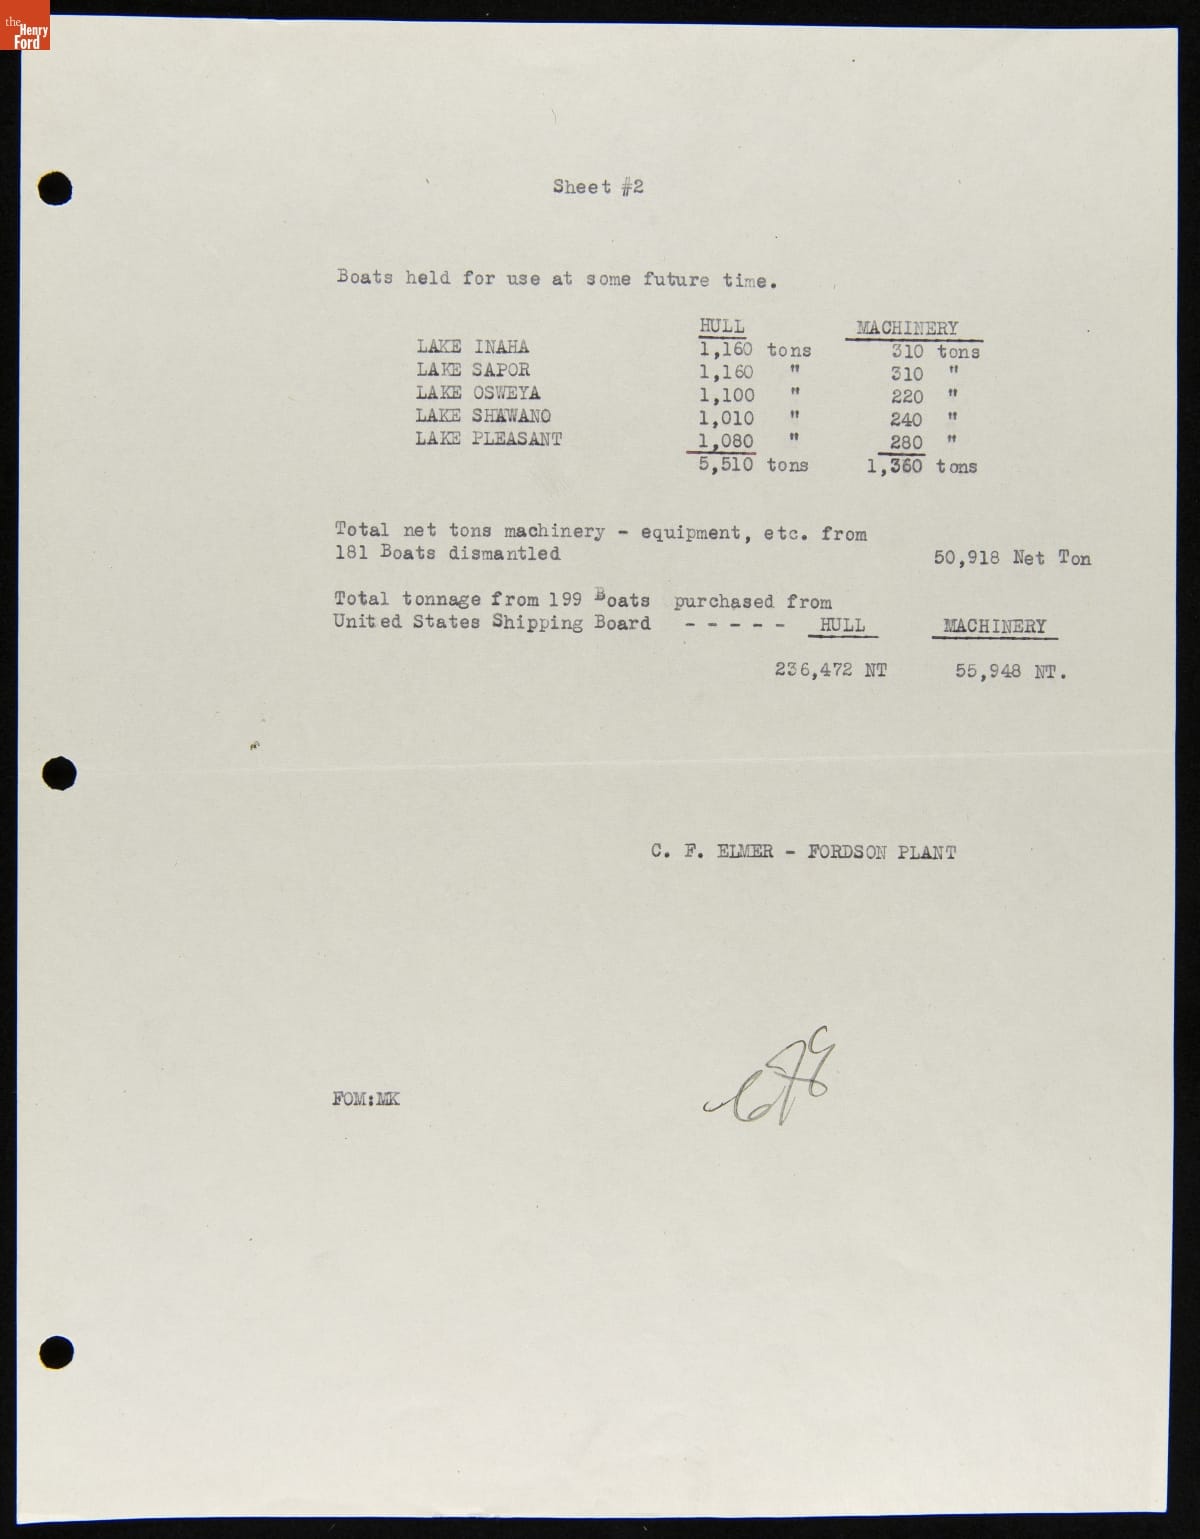 the
Henry
Ford
Sheet #2
Boats held for use at some future time.
HULL MACHINERY
LAKE INAHA 1,160 tons 310 tons
LAKE SAPOR 1,160 " 310 "
LAKE OSWEYA 1,100 " 220 "
LAKE SHAWANO 1,010 " 240 "
LAKE PLEASANT 1,080 " 280 "
5,510 tons 1,360 tons
Total net tons machinery - equipment, etc. from
181 Boats dismantled 50,918 Net Ton
Total tonnage from 199 Boats purchased from
United States Shipping Board - - - - - HULL MACHINERY
236,472 NT 55,948 NT.
C. F. ELMER - FORDSON PLANT
CFE
FOM:MK